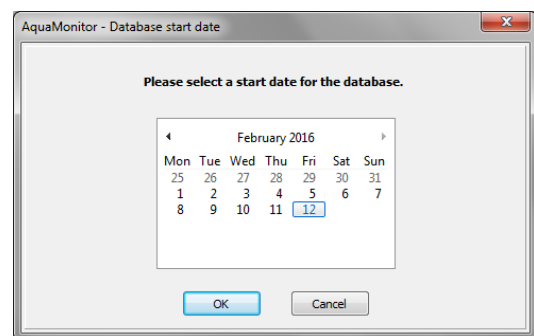 AquaMonitor - Database start date
Please select a start date for the database.
February 2016
Mon Tue Wed Thu Fri Sat Sun
25 26 27 28 29 30 31
1 2 3 4 5 6 7
8 9 10 11 12
OK Cancel